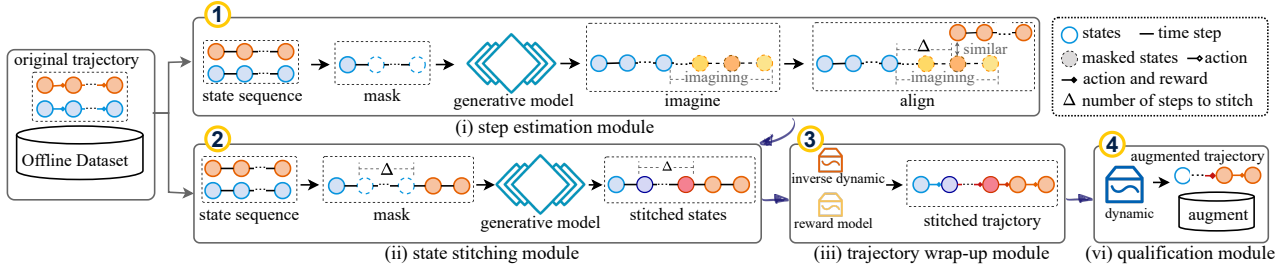 original trajectory
Offline Dataset
1
state sequence
mask
generative model
imagining
imagine
Δ
similar
imagining
align
(i) step estimation module
states
time step
masked states
action
action and reward
Δ number of steps to stitch
2
state sequence
Δ
mask
generative model
Δ
stitched states
(ii) state stitching module
3
inverse dynamic
reward model
stitched trajctory
(iii) trajectory wrap-up module
4
augmented trajectory
dynamic
augment
(vi) qualification module